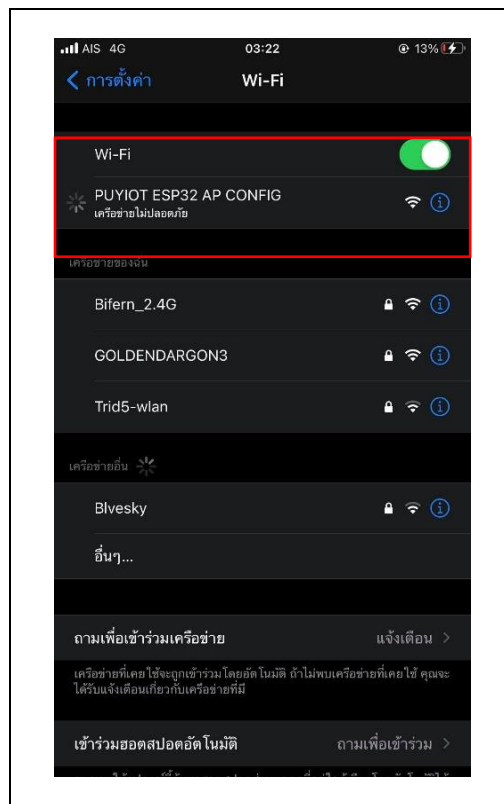 AIS 4G 03:22 13%
การตั้งค่า Wi-Fi
Wi-Fi
PUYIOT ESP32 AP CONFIG
เครือข่ายไม่ปลอดภัย
เครือข่ายของฉัน
Bifern_2.4G
GOLDENDARGON3
Trid5-wlan
เครือข่ายอื่น
Blvesky
อื่นๆ...
ถามเพื่อเข้าร่วมเครือข่าย แจ้งเตือน
เครือข่ายที่เคยใช้จะถูกเข้าร่วมโดยอัตโนมัติ ถ้าไม่พบเครือข่ายที่เคยใช้ คุณจะ
ได้รับแจ้งเตือนเกี่ยวกับเครือข่ายที่มี
เข้าร่วมฮอตสปอตอัตโนมัติ ถามเพื่อเข้าร่วม